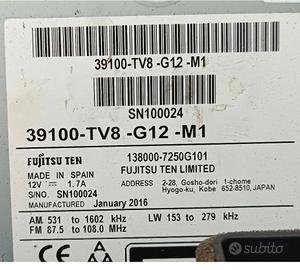 39100-TV8 -G12 -M1
SN100024
39100-TV8 -G12 -M1
FUJITSU TEN 138000-7250G101
MADE IN SPAIN FUJITSU TEN LIMITED
12V 1.7A ADDRESS 2-28, Gosho-dori 1-chome
S/NO. SN100024 Hyogo-ku, Kobe 652-8510, JAPAN
MANUFACTURED January 2016
AM 531 to 1602 kHz LW 153 to 279 kHz
FM 87.5 to 108.0 MHz
subito